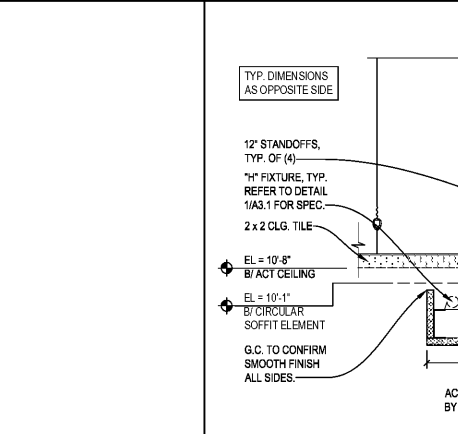 TYP. DIMENSIONS
AS OPPOSITE SIDE
12" STANDOFFS,
TYP. OF (4)
"H" FIXTURE, TYP.
REFER TO DETAIL
1/A3.1 FOR SPEC.
2 x 2 CLG. TILE
EL = 10'-8"
B/ ACT CEILING
EL = 10'-1"
B/ CIRCULAR
SOFFIT ELEMENT
G.C. TO CONFIRM
SMOOTH FINISH
ALL SIDES.
AC
BY